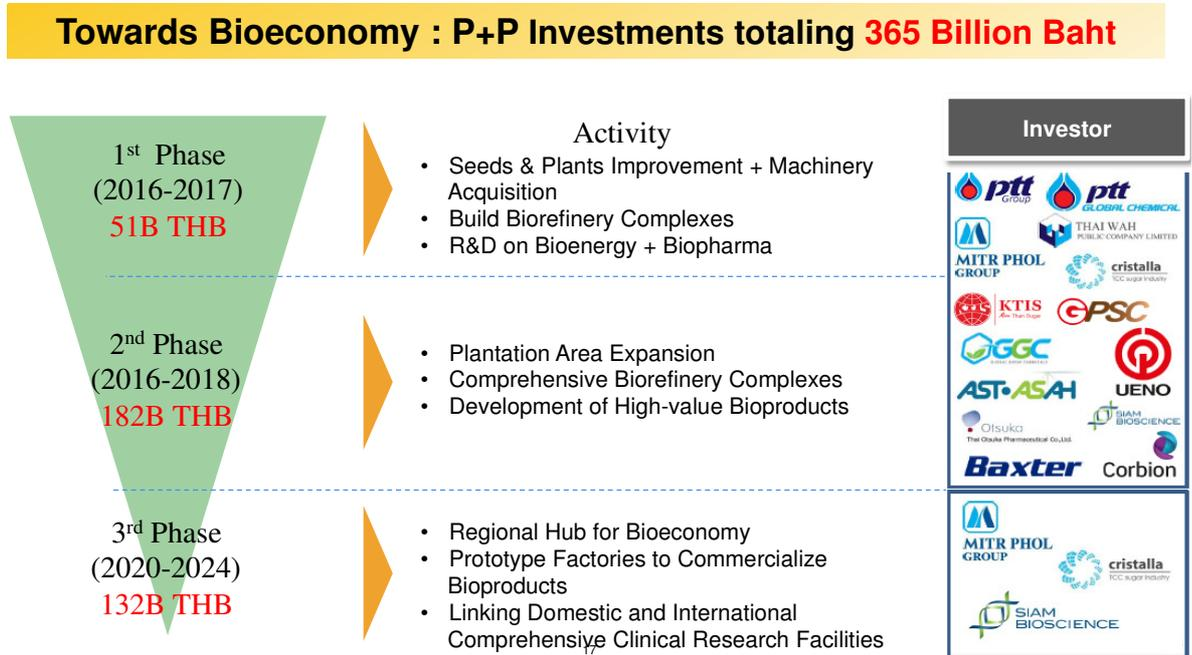 Towards Bioeconomy : P+P Investments totaling 365 Billion Baht
1st Phase
(2016-2017)
51B THB
Activity
• Seeds & Plants Improvement + Machinery
Acquisition
• Build Biorefinery Complexes
• R&D on Bioenergy + Biopharma
2nd Phase
(2016-2018)
182B THB
• Plantation Area Expansion
• Comprehensive Biorefinery Complexes
• Development of High-value Bioproducts
3rd Phase
(2020-2024)
132B THB
• Regional Hub for Bioeconomy
• Prototype Factories to Commercialize
Bioproducts
• Linking Domestic and International
Comprehensive Clinical Research Facilities
17
Investor
ptt
Group
ptt
GLOBAL CHEMICAL
THAI WAH
PUBLIC COMPANY LIMITED
MITR PHOL
GROUP
cristalla
TCC sugar industry
KTIS
More Than Sugar
GPSC
GGC
UENO
AST•ASAH
Otsuka
Thai Otsuka Pharmaceutical Co.,Ltd.
SIAM
BIOSCIENCE
Baxter
Corbion
MITR PHOL
GROUP
cristalla
TCC sugar industry
SIAM
BIOSCIENCE